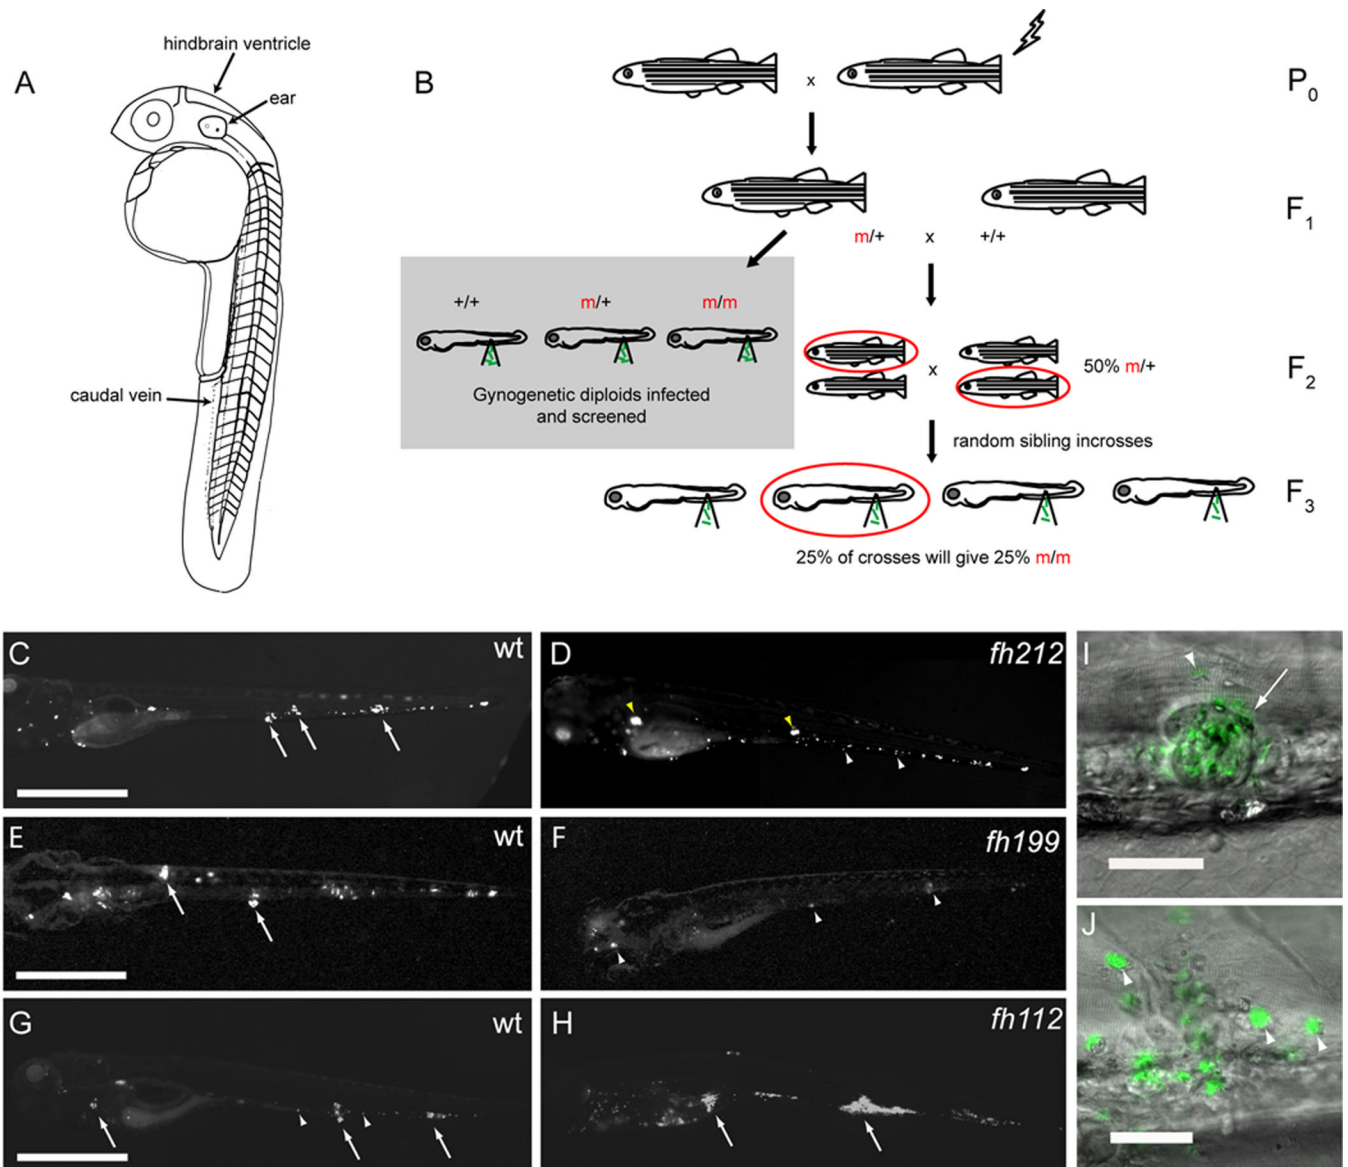 A
hindbrain ventricle
ear
caudal vein
B
x
P0
m/+ x +/+
F1
+/+ m/+ m/m
Gynogenetic diploids infected
and screened
x
50% m/+
F2
random sibling incrosses
F3
25% of crosses will give 25% m/m
C wt
D fh212
E wt
F fh199
G wt
H fh112
I
J